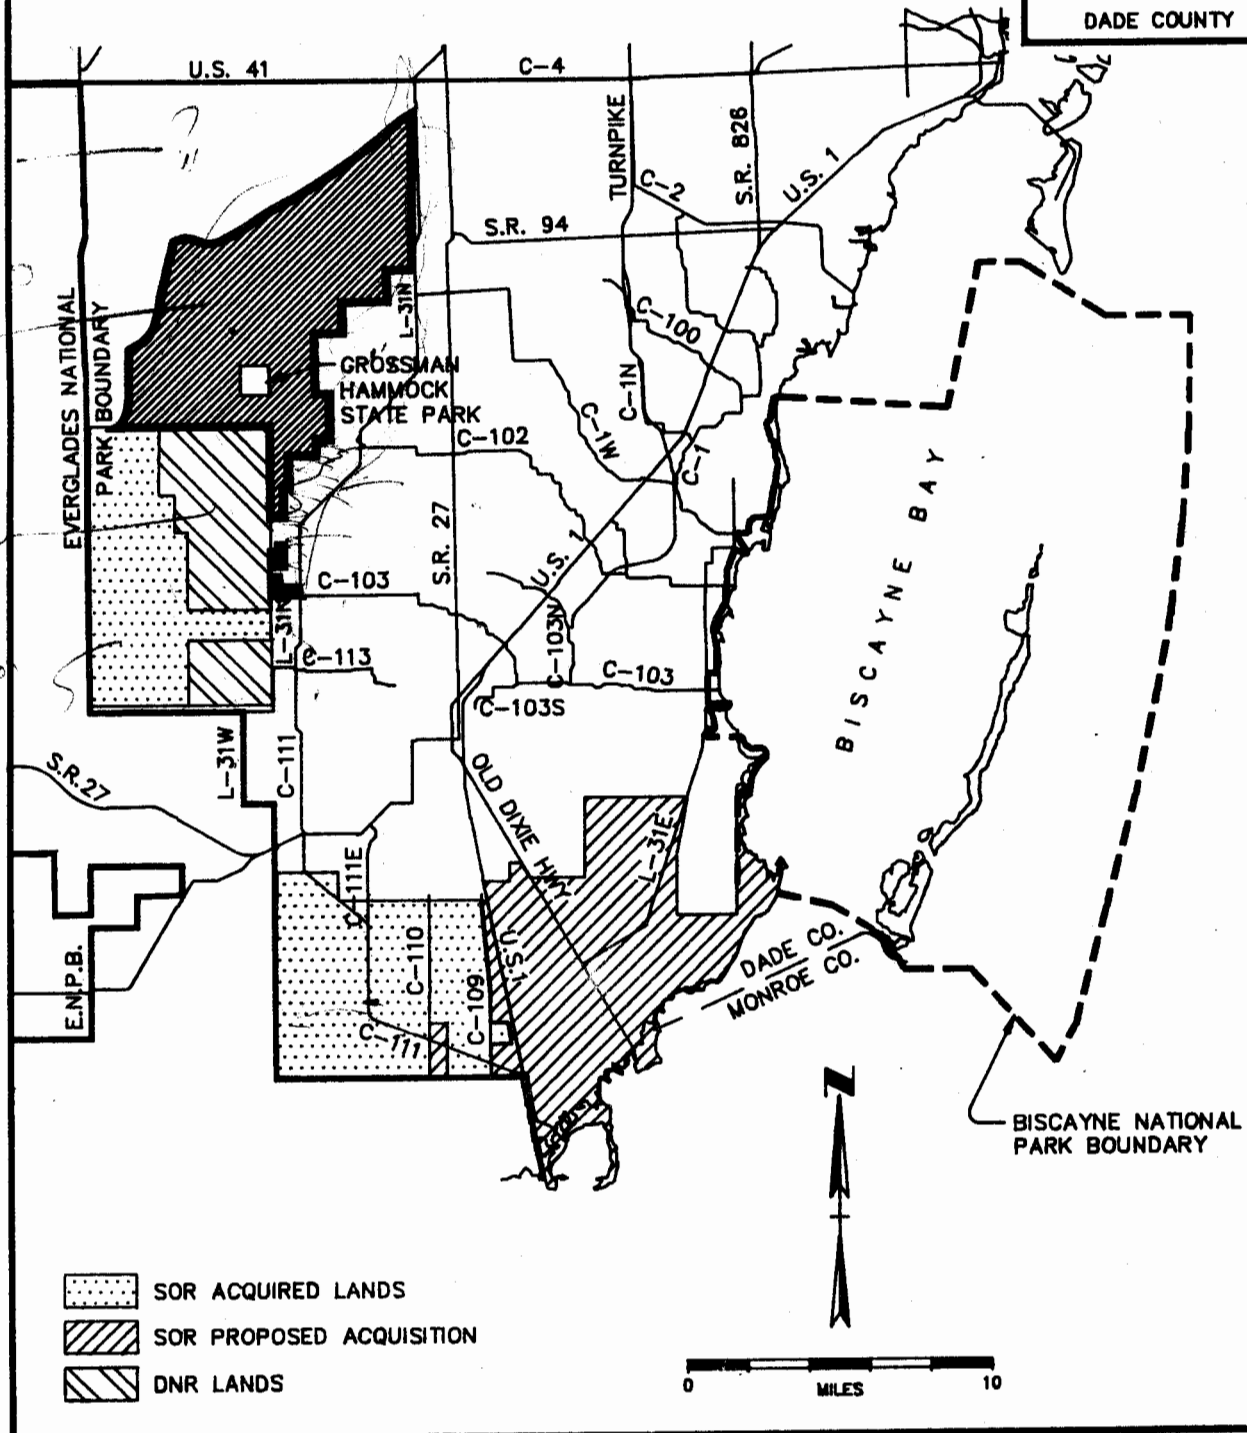 DADE COUNTY
U.S. 41
C-4
TURNPIKE
S.R. 826
U.S. 1
C-2
S.R. 94
EVERGLADES NATIONAL
PARK BOUNDARY
L-31N
C-100
GROSSMAN
HAMMOCK
STATE PARK
C-1N
C-1W
C-102
C-1
BISCAYNE BAY
S.R. 27
U.S. 1
C-103
L-31N
C-113
C-103N
C-103
C-103S
L-31W
C-111
S.R.27
OLD DIXIE HWY.
L-31E
C-111E
C-110
U.S.1
C-109
E.N.P.B.
C-111
DADE CO.
MONROE CO.
N
BISCAYNE NATIONAL
PARK BOUNDARY
SOR ACQUIRED LANDS
SOR PROPOSED ACQUISITION
DNR LANDS
0
MILES
10